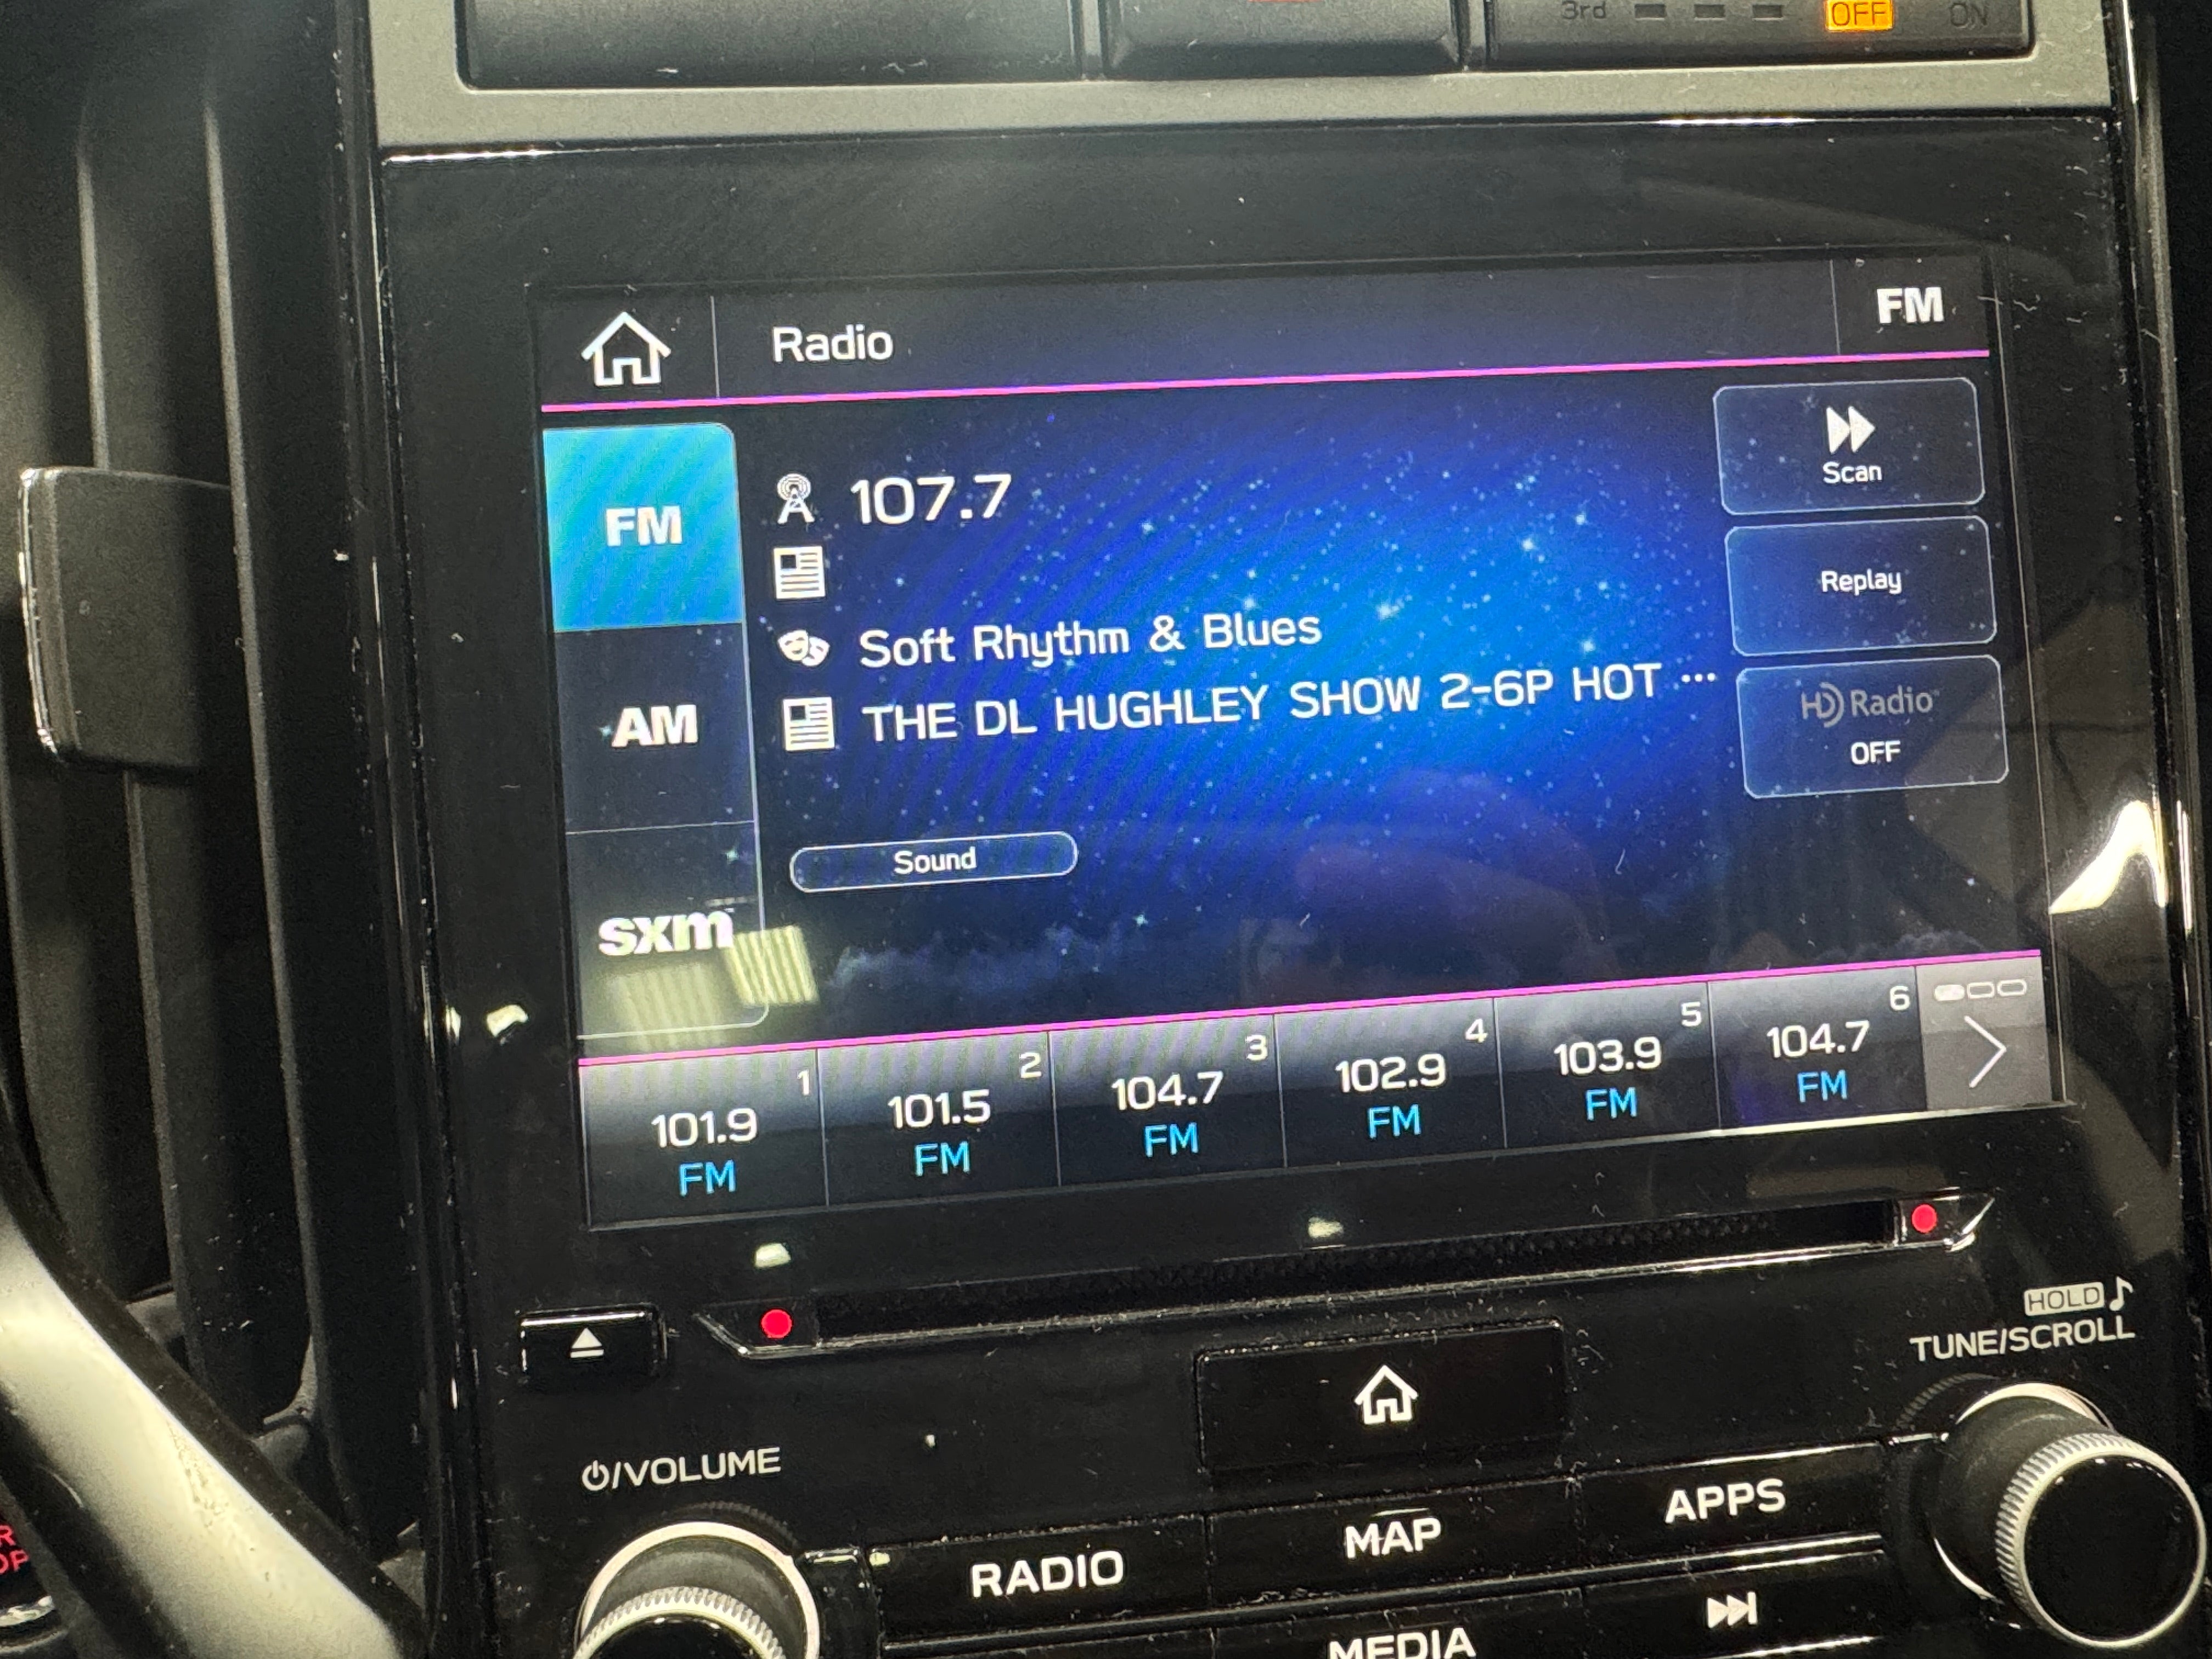 3rd OFF ON
Radio FM
FM
107.7
Scan
Soft Rhythm & Blues
Replay
AM
THE DL HUGHLEY SHOW 2-6P HOT ...
HD Radio
OFF
Sound
sxm
1 2 3 4 5 6
101.9 101.5 104.7 102.9 103.9 104.7
FM FM FM FM FM FM
HOLD
TUNE/SCROLL
/VOLUME
RADIO MAP APPS
MEDIA